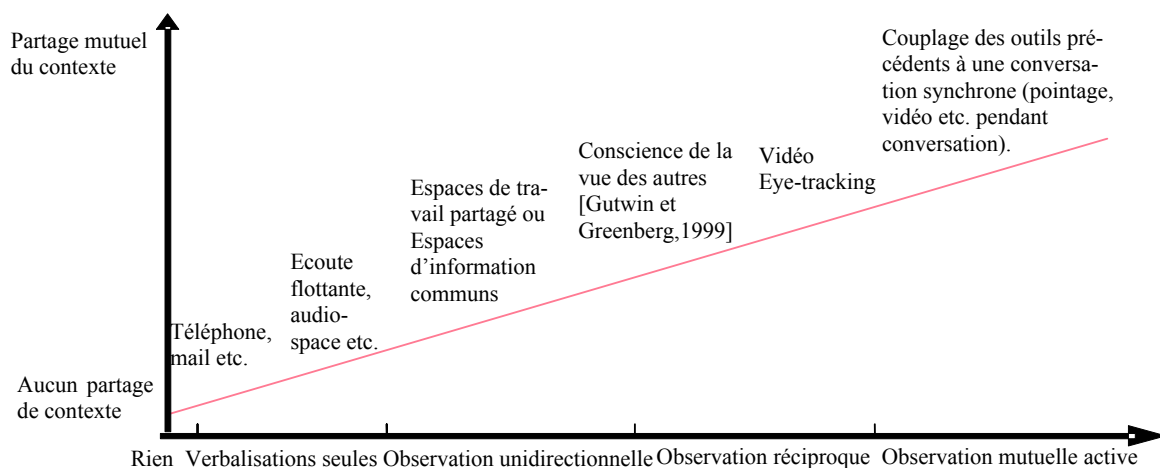 Partage mutuel
du contexte
Couplage des outils pré-
cédents à une conversa-
tion synchrone (pointage,
vidéo etc. pendant
conversation).
Conscience de la
vue des autres
[Gutwin et
Greenberg,1999]
Vidéo
Eye-tracking
Espaces de tra-
vail partagé ou
Espaces
d’information
communs
Ecoute
flottante,
audio-
space etc.
Téléphone,
mail etc.
Aucun partage
de contexte
Rien Verbalisations seules Observation unidirectionnelle Observation réciproque Observation mutuelle active